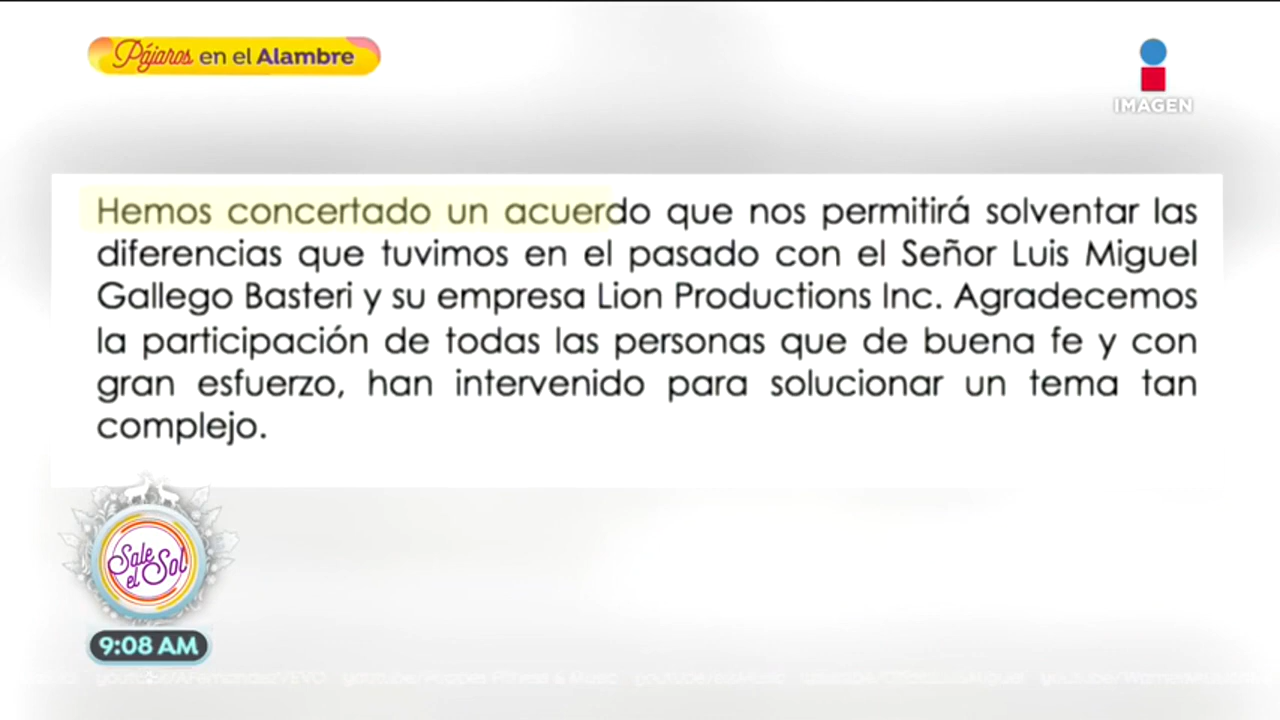 Pájaros en el Alambre
IMAGEN
Hemos concertado un acuerdo que nos permitirá solventar las
diferencias que tuvimos en el pasado con el Señor Luis Miguel
Gallego Basteri y su empresa Lion Productions Inc. Agradecemos
la participación de todas las personas que de buena fe y con
gran esfuerzo, han intervenido para solucionar un tema tan
complejo.
Sale
el Sol
9:08 AM